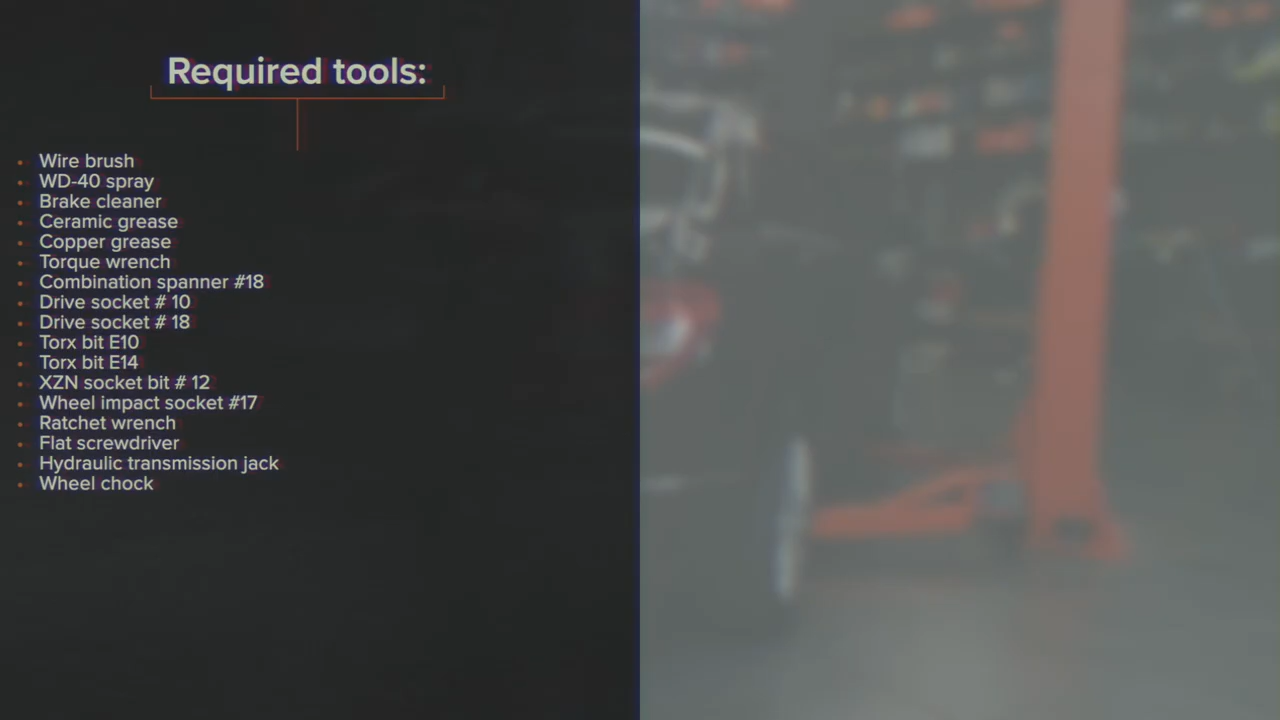 Required tools:
Wire brush
WD-40 spray
Brake cleaner
Ceramic grease
Copper grease
Torque wrench
Combination spanner #18
Drive socket # 10
Drive socket # 18
Torx bit E10
Torx bit E14
XZN socket bit # 12
Wheel impact socket #17
Ratchet wrench
Flat screwdriver
Hydraulic transmission jack
Wheel chock